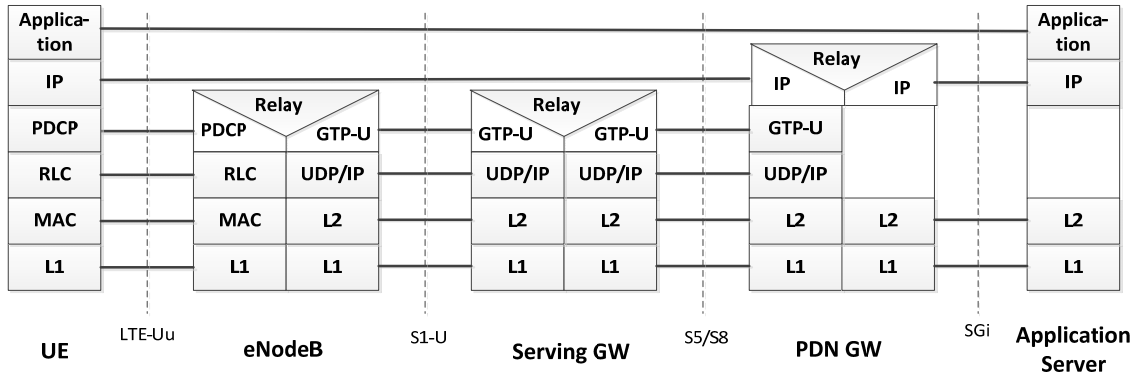 Applica-
tion
Applica-
tion
Relay
IP
IP
IP
IP
Relay
Relay
PDCP
PDCP
GTP-U
GTP-U
GTP-U
GTP-U
RLC
RLC
UDP/IP
UDP/IP
UDP/IP
UDP/IP
MAC
MAC
L2
L2
L2
L2
L2
L2
L1
L1
L1
L1
L1
L1
L1
L1
LTE-Uu
S1-U
S5/S8
SGi
UE
eNodeB
Serving GW
PDN GW
Application
Server